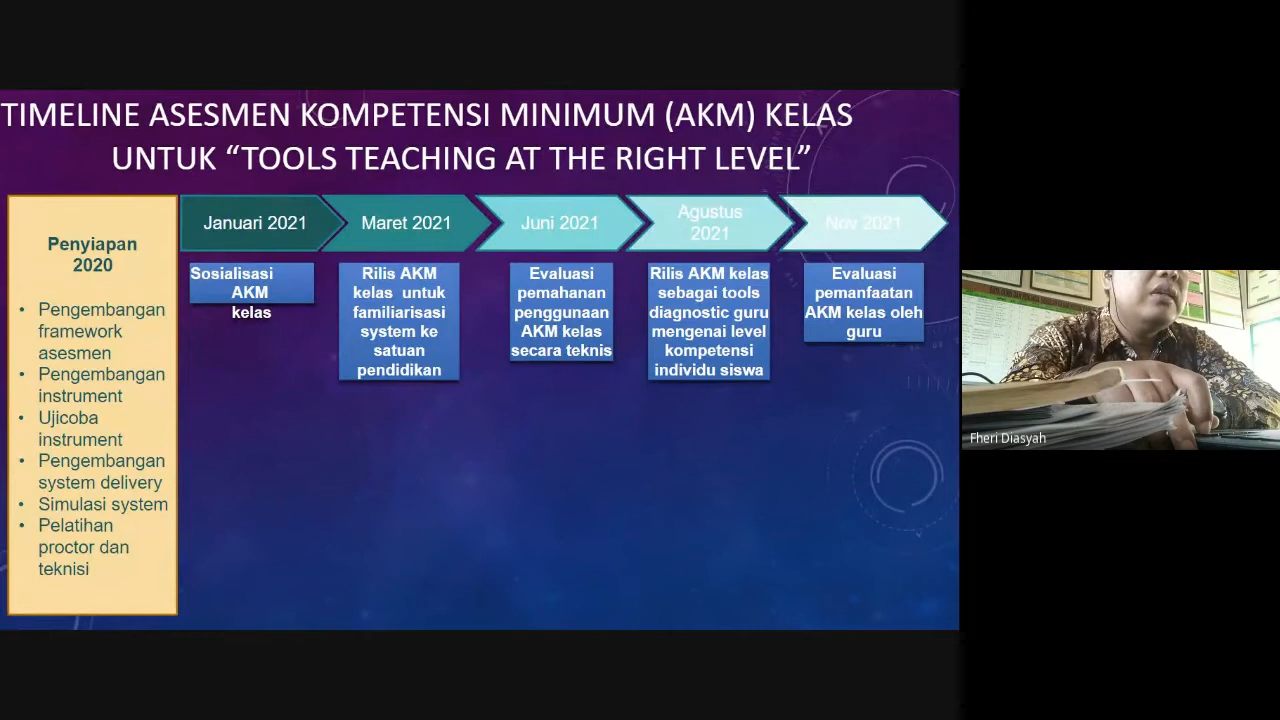 TIMELINE ASESMEN KOMPETENSI MINIMUM (AKM) KELAS
UNTUK “TOOLS TEACHING AT THE RIGHT LEVEL”
Penyiapan
2020
• Pengembangan
framework
asesmen
• Pengembangan
instrument
• Ujicoba
instrument
• Pengembangan
system delivery
• Simulasi system
• Pelatihan
proctor dan
teknisi
Januari 2021
Sosialisasi
AKM
kelas
Maret 2021
Rilis AKM
kelas untuk
familiarisasi
system ke
satuan
pendidikan
Juni 2021
Evaluasi
pemahanan
penggunaan
AKM kelas
secara teknis
Agustus
2021
Rilis AKM kelas
sebagai tools
diagnostic guru
mengenai level
kompetensi
individu siswa
Nov 2021
Evaluasi
pemanfaatan
AKM kelas oleh
guru
Fheri Diasyah